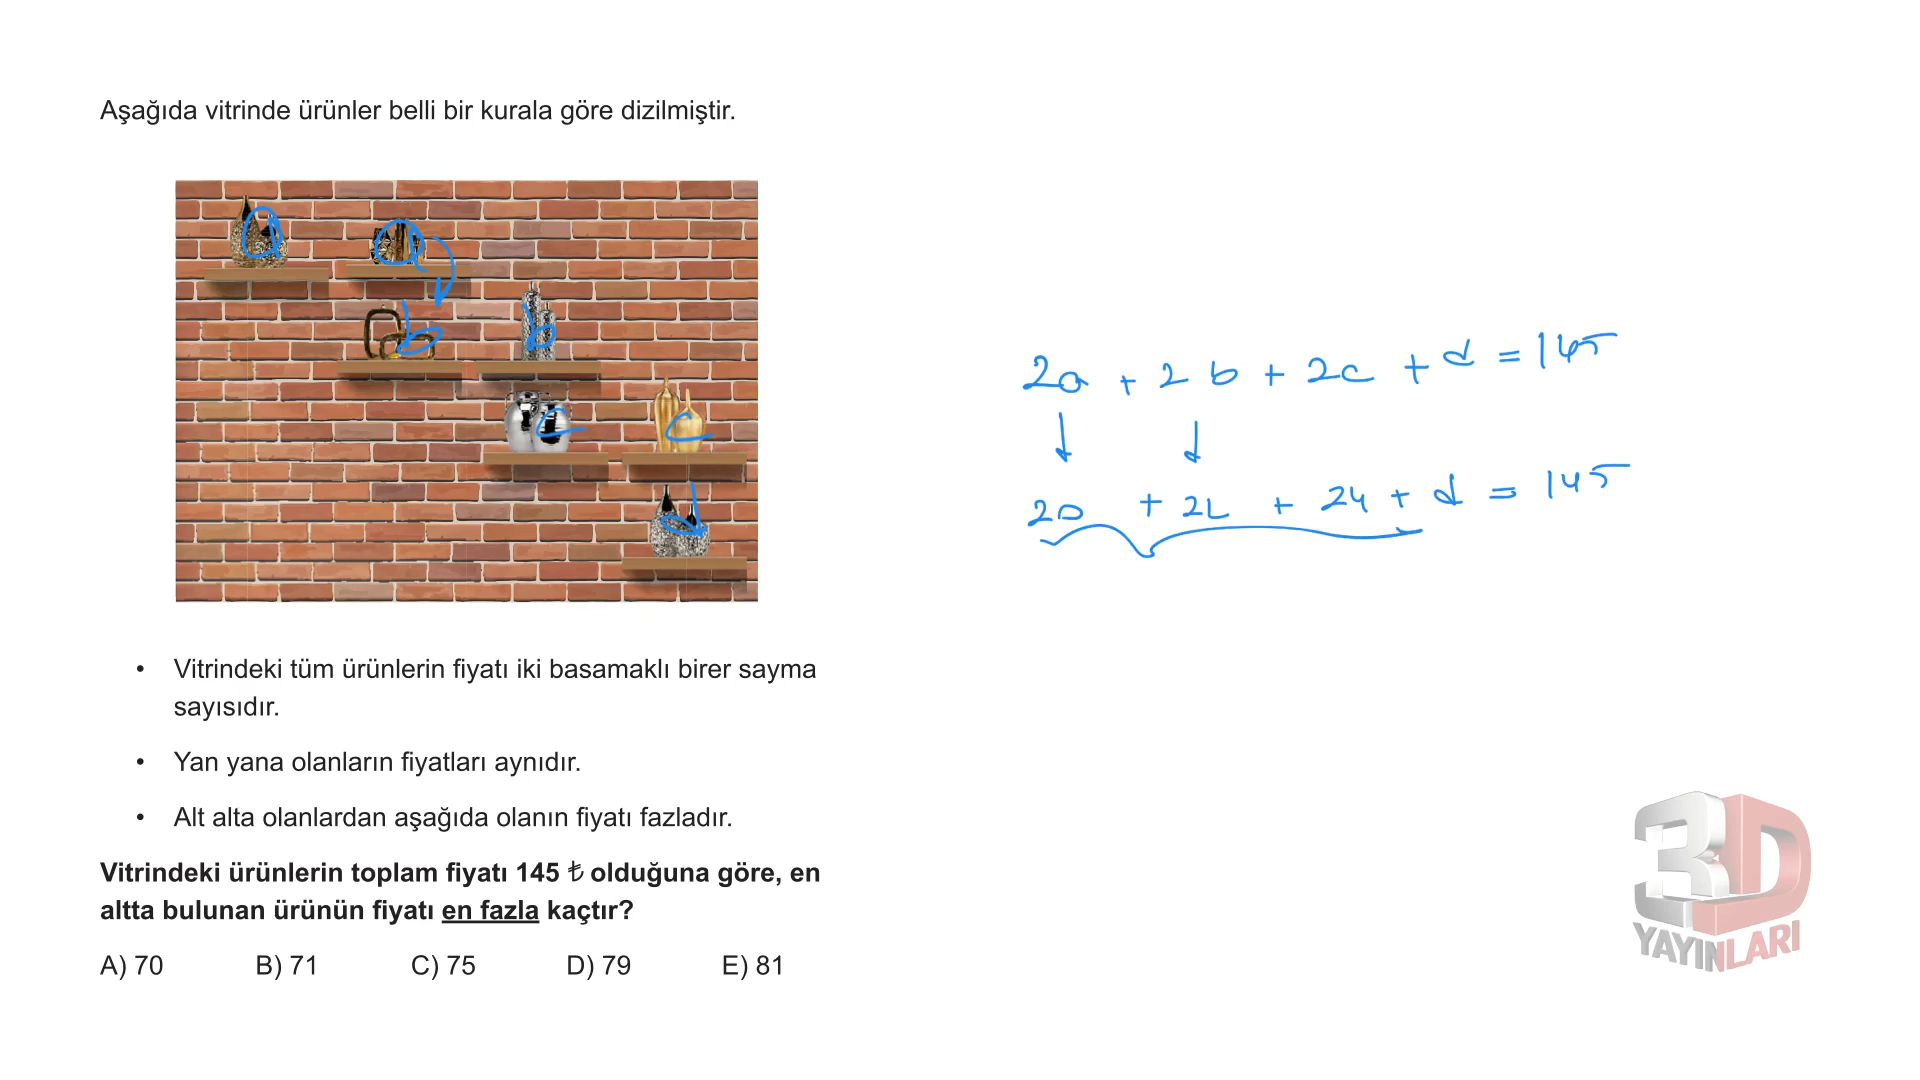 Aşağıda vitrinde ürünler belli bir kurala göre dizilmiştir.
a a
b b
c c
d
2a + 2b + 2c + d = 145
20 + 22 + 24 + d = 145
• Vitrindeki tüm ürünlerin fiyatı iki basamaklı birer sayma
sayısıdır.
• Yan yana olanların fiyatları aynıdır.
• Alt alta olanlardan aşağıda olanın fiyatı fazladır.
Vitrindeki ürünlerin toplam fiyatı 145 ₺ olduğuna göre, en
altta bulunan ürünün fiyatı en fazla kaçtır?
A) 70 B) 71 C) 75 D) 79 E) 81
3D
YAYINLARI